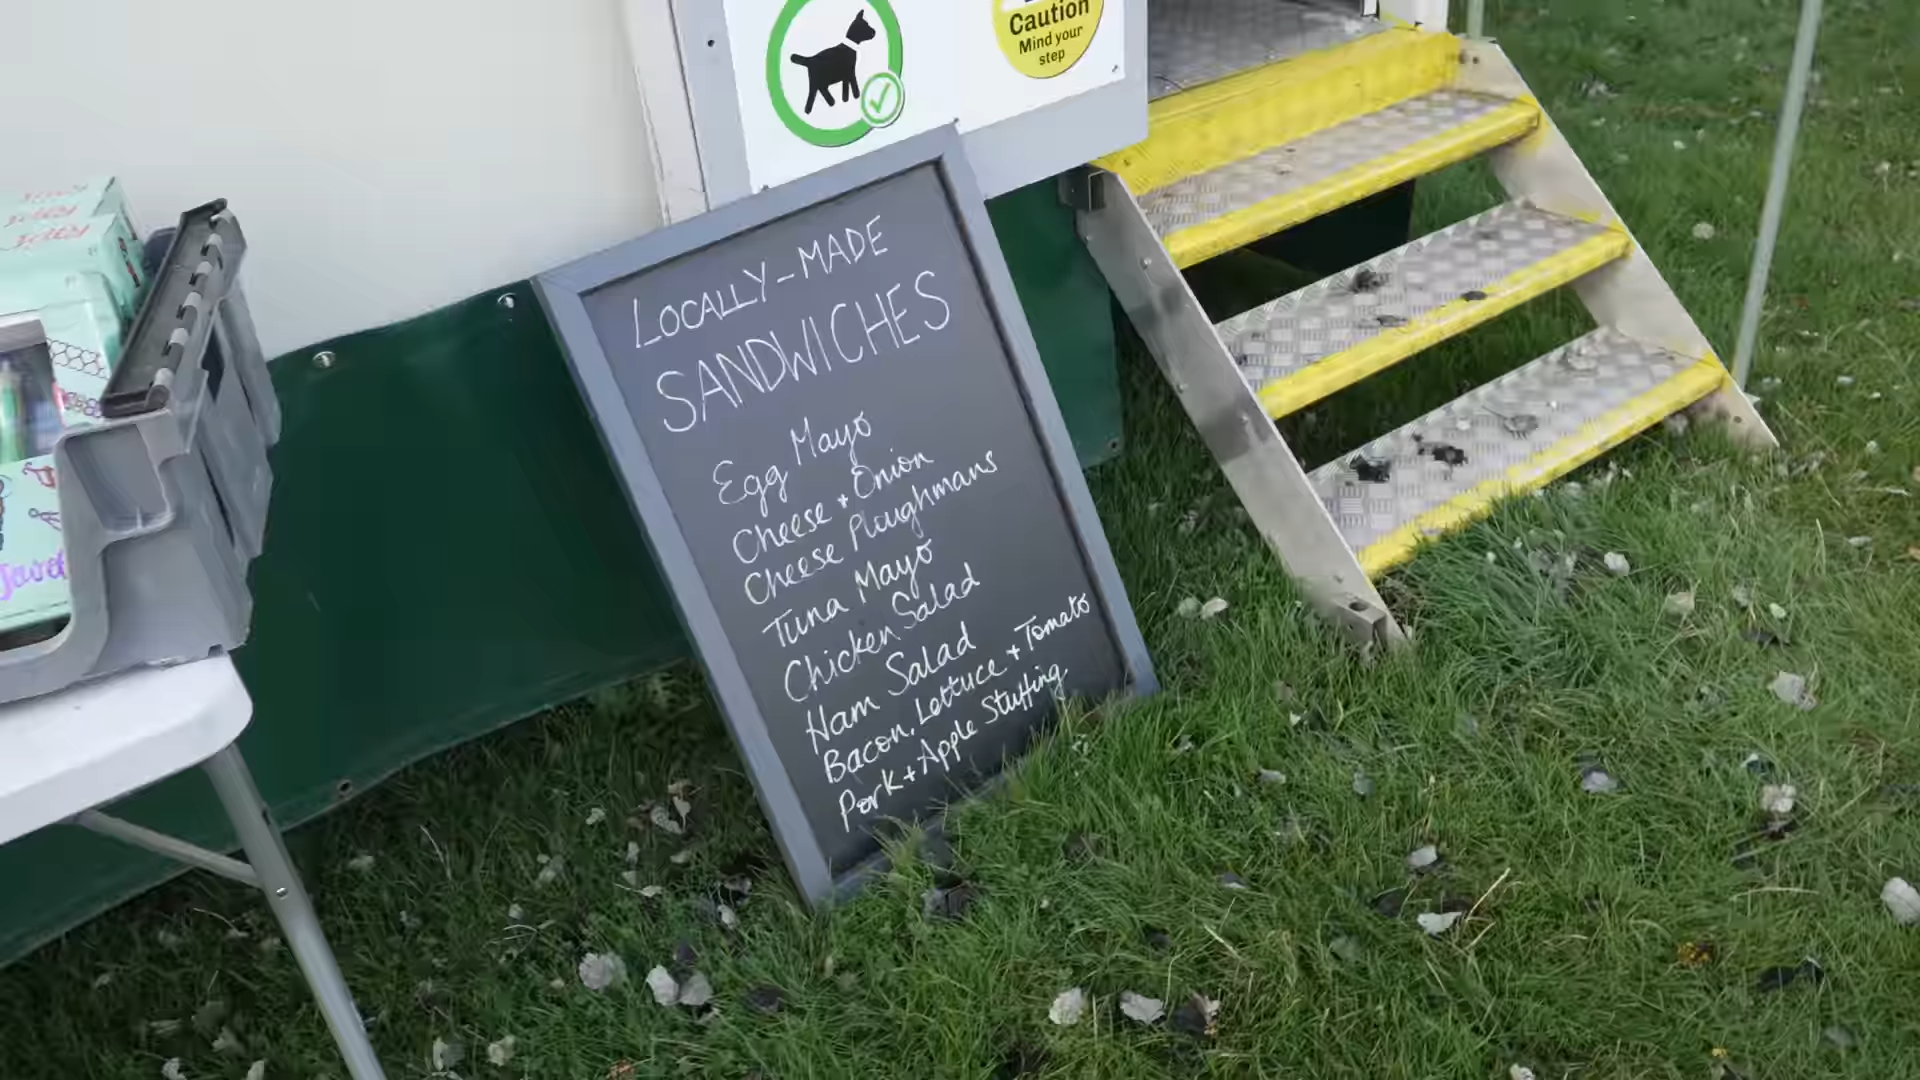 Caution
Mind your
step
LOCALLY-MADE
SANDWICHES
Egg Mayo
Cheese + Onion
Cheese Ploughmans
Tuna Mayo
Chicken Salad
Ham Salad
Bacon, Lettuce + Tomato
Pork + Apple Stuffing